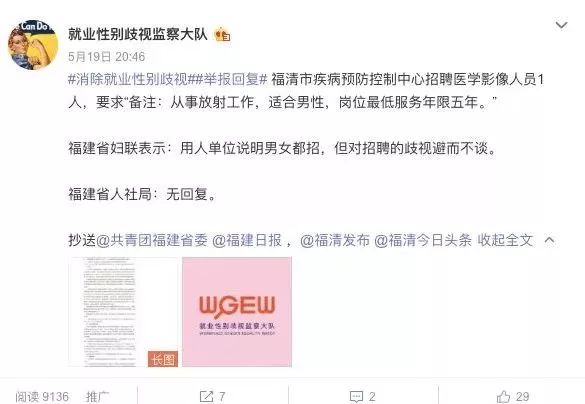 Can Do
就业性别歧视监察大队
5月19日 20:46
#消除就业性别歧视##举报回复# 福清市疾病预防控制中心招聘医学影像人员1
人，要求“备注：从事放射工作，适合男性，岗位最低服务年限五年。”
福建省妇联表示：用人单位说明男女都招，但对招聘的歧视避而不谈。
福建省人社局：无回复。
抄送@共青团福建省委 @福建日报 ，@福清发布 @福清今日头条 收起全文
长图
WGEW
就业性别歧视监察大队
阅读 9136 推广 7 2 29